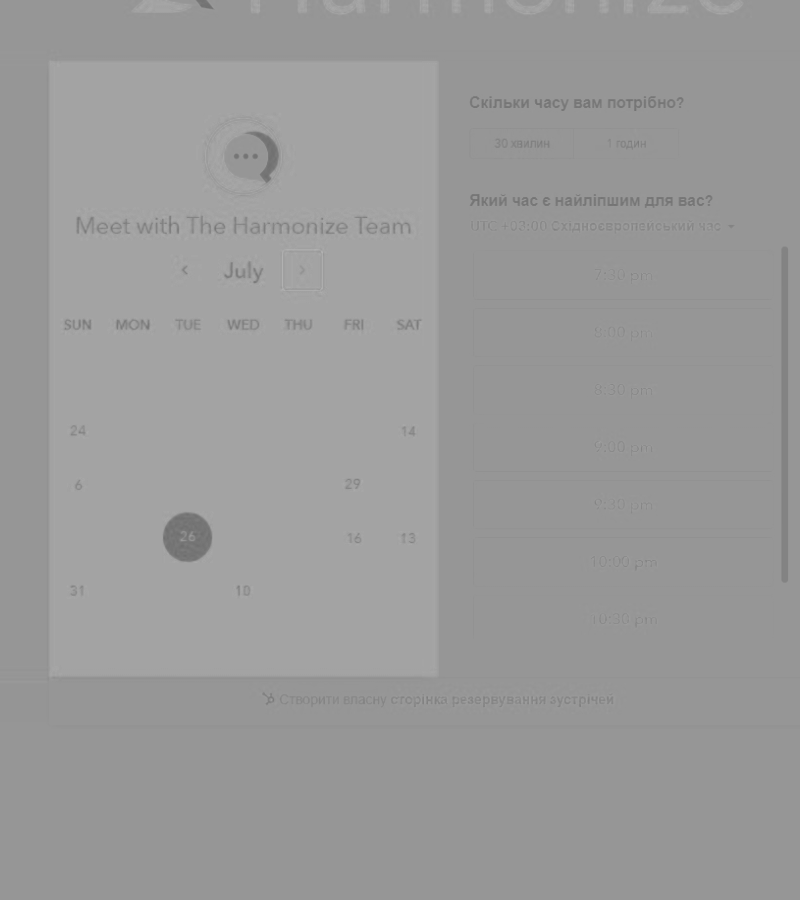 Harmonize
Meet with The Harmonize Team
July
SUN MON TUE WED THU FRI SAT
24 14
6 29
26 16 13
31 10
Скільки часу вам потрібно?
30 хвилин 1 годин
Який час є найліпшим для вас?
UTC +03:00 Східноєвропейський час
7:30 pm
8:00 pm
8:30 pm
9:00 pm
9:30 pm
10:00 pm
10:30 pm
Створити власну сторінка резервування зустрічей